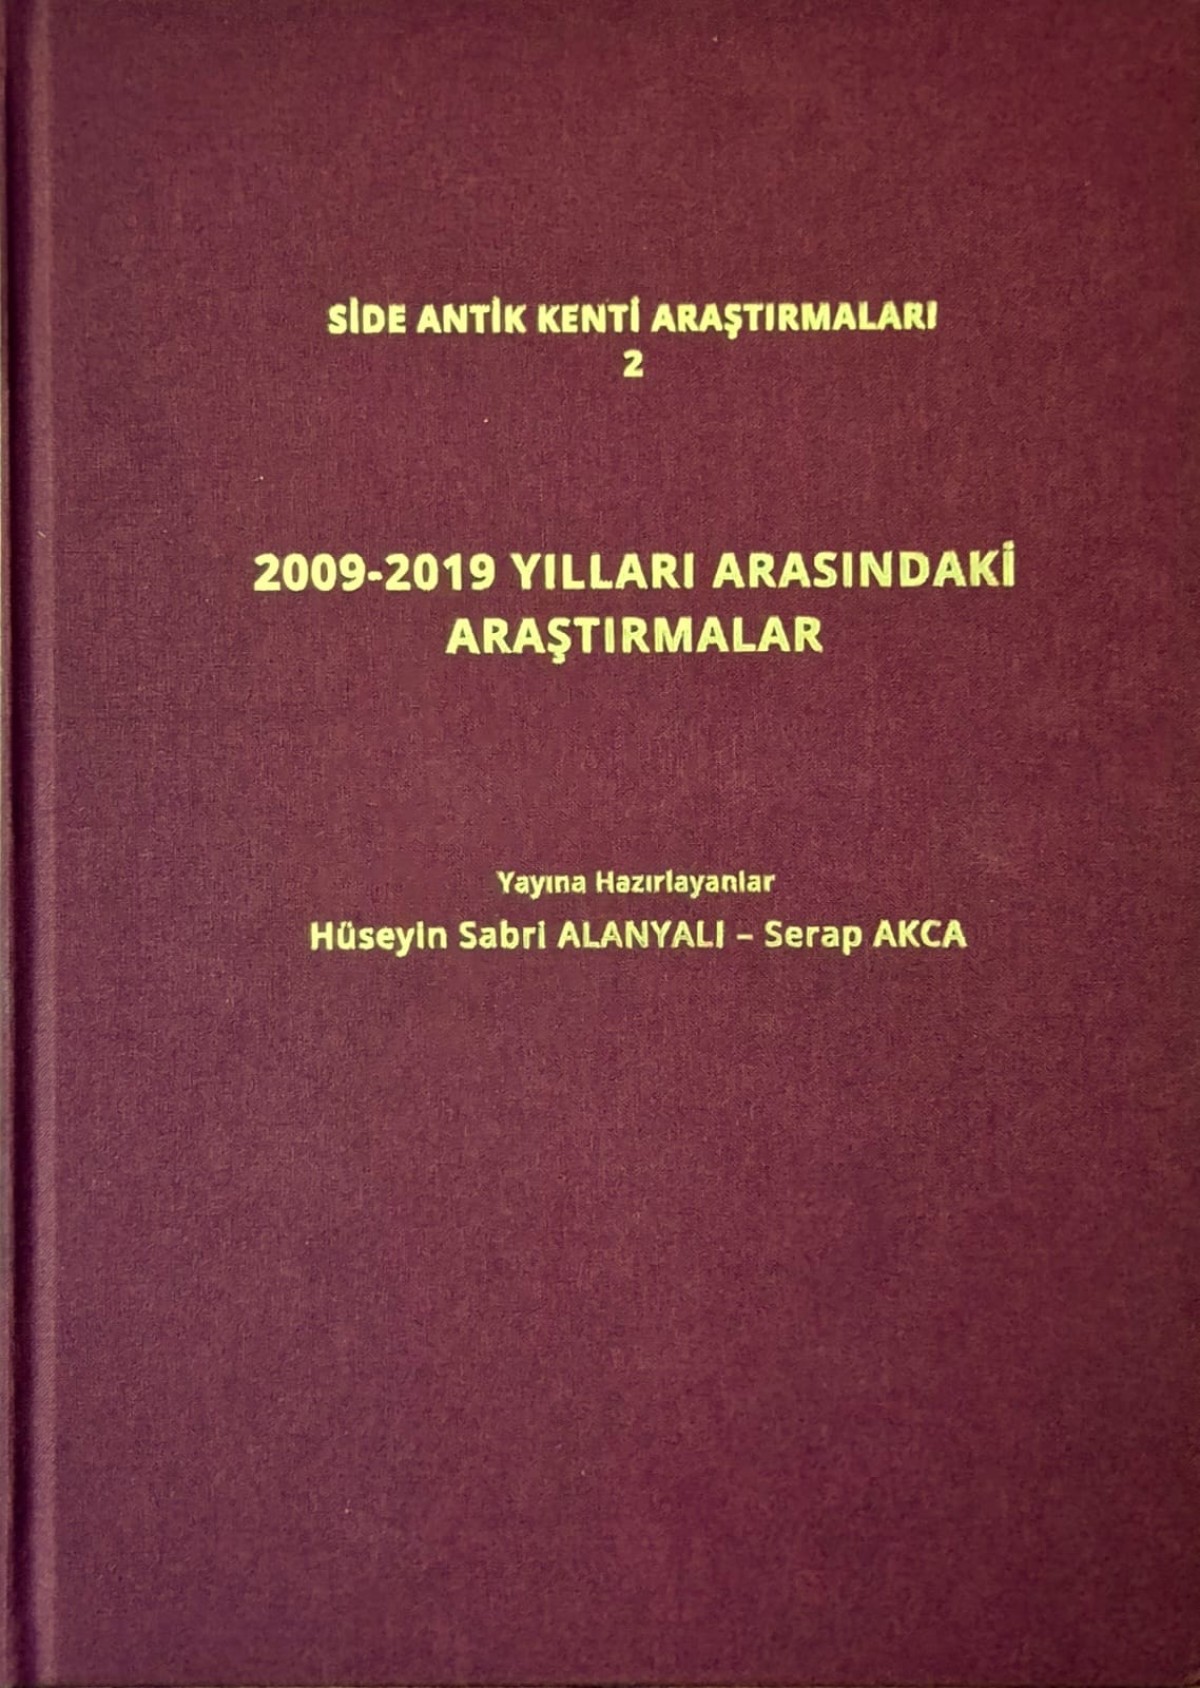 SİDE ANTİK KENTİ ARAŞTIRMALARI
2
2009-2019 YILLARI ARASINDAKİ
ARAŞTIRMALAR
Yayına Hazırlayanlar
Hüseyin Sabri ALANYALI – Serap AKCA